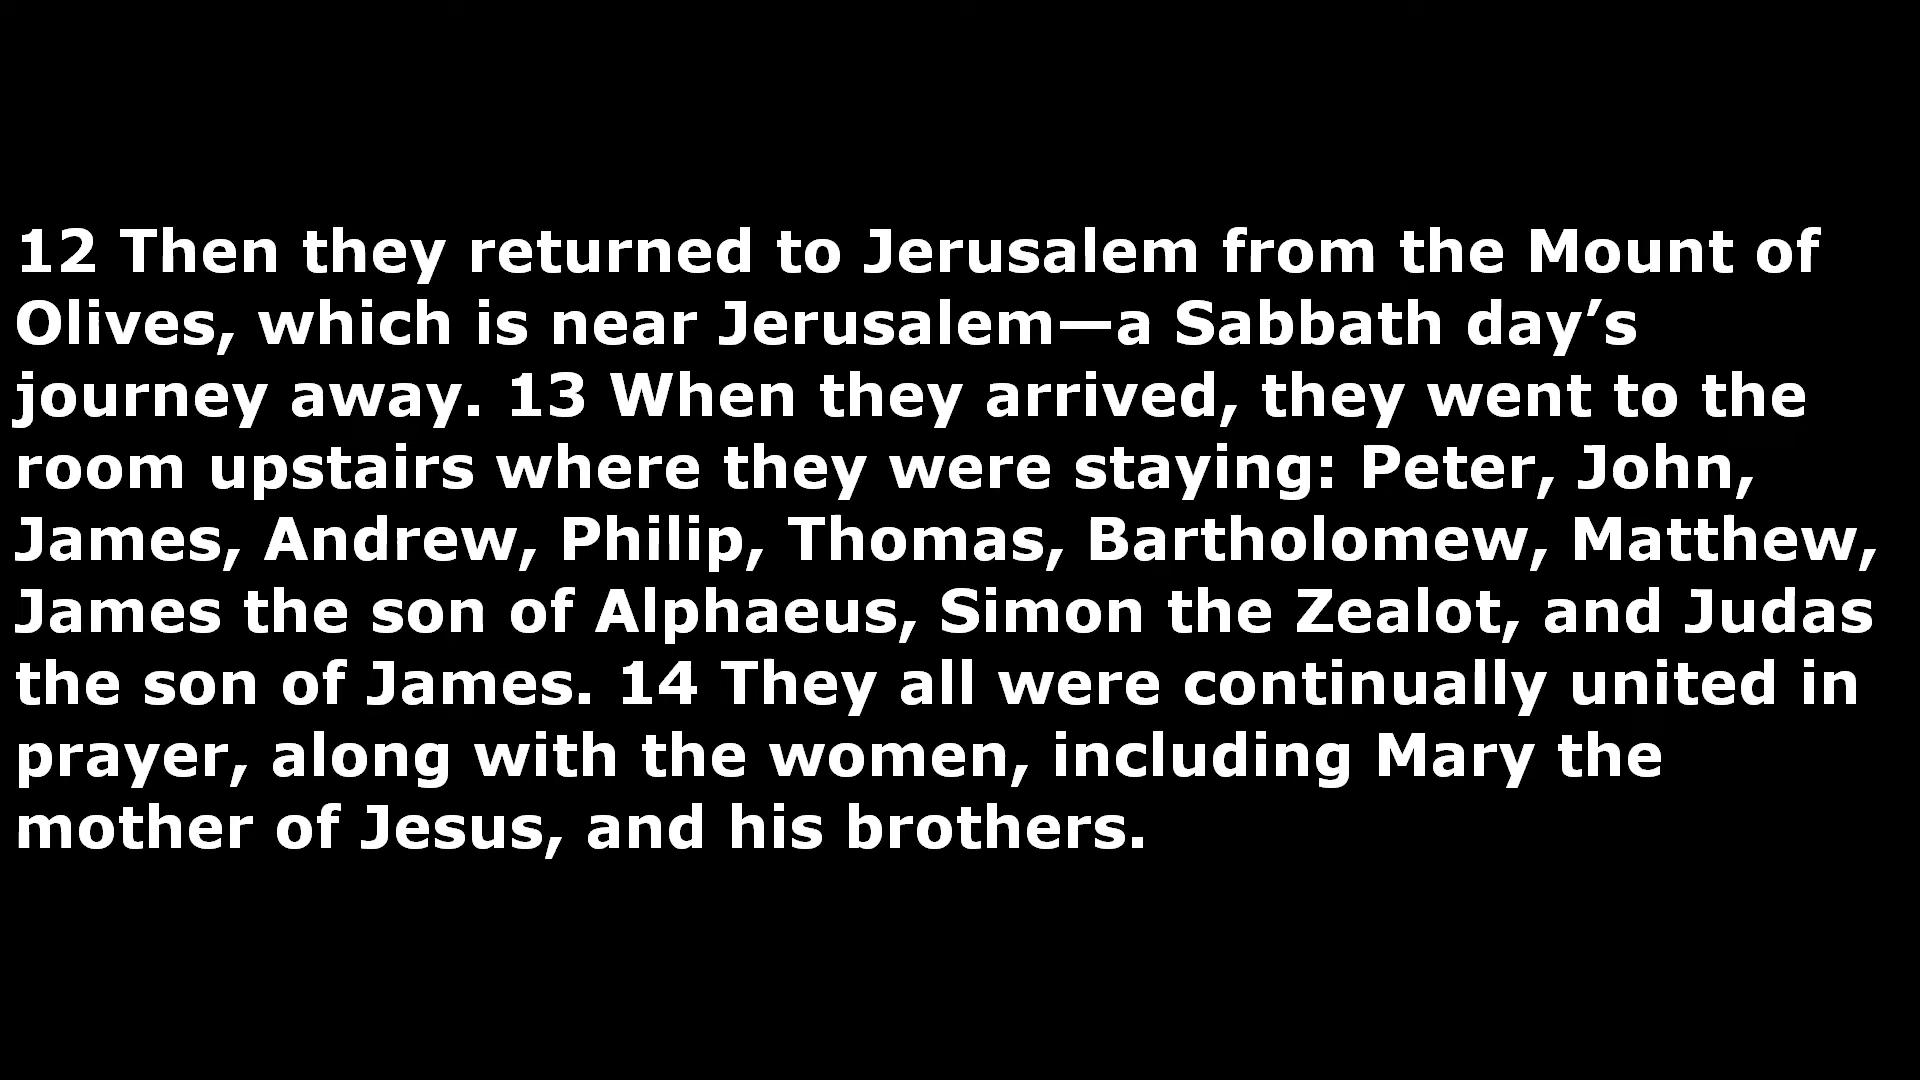 12 Then they returned to Jerusalem from the Mount of
Olives, which is near Jerusalem—a Sabbath day’s
journey away. 13 When they arrived, they went to the
room upstairs where they were staying: Peter, John,
James, Andrew, Philip, Thomas, Bartholomew, Matthew,
James the son of Alphaeus, Simon the Zealot, and Judas
the son of James. 14 They all were continually united in
prayer, along with the women, including Mary the
mother of Jesus, and his brothers.